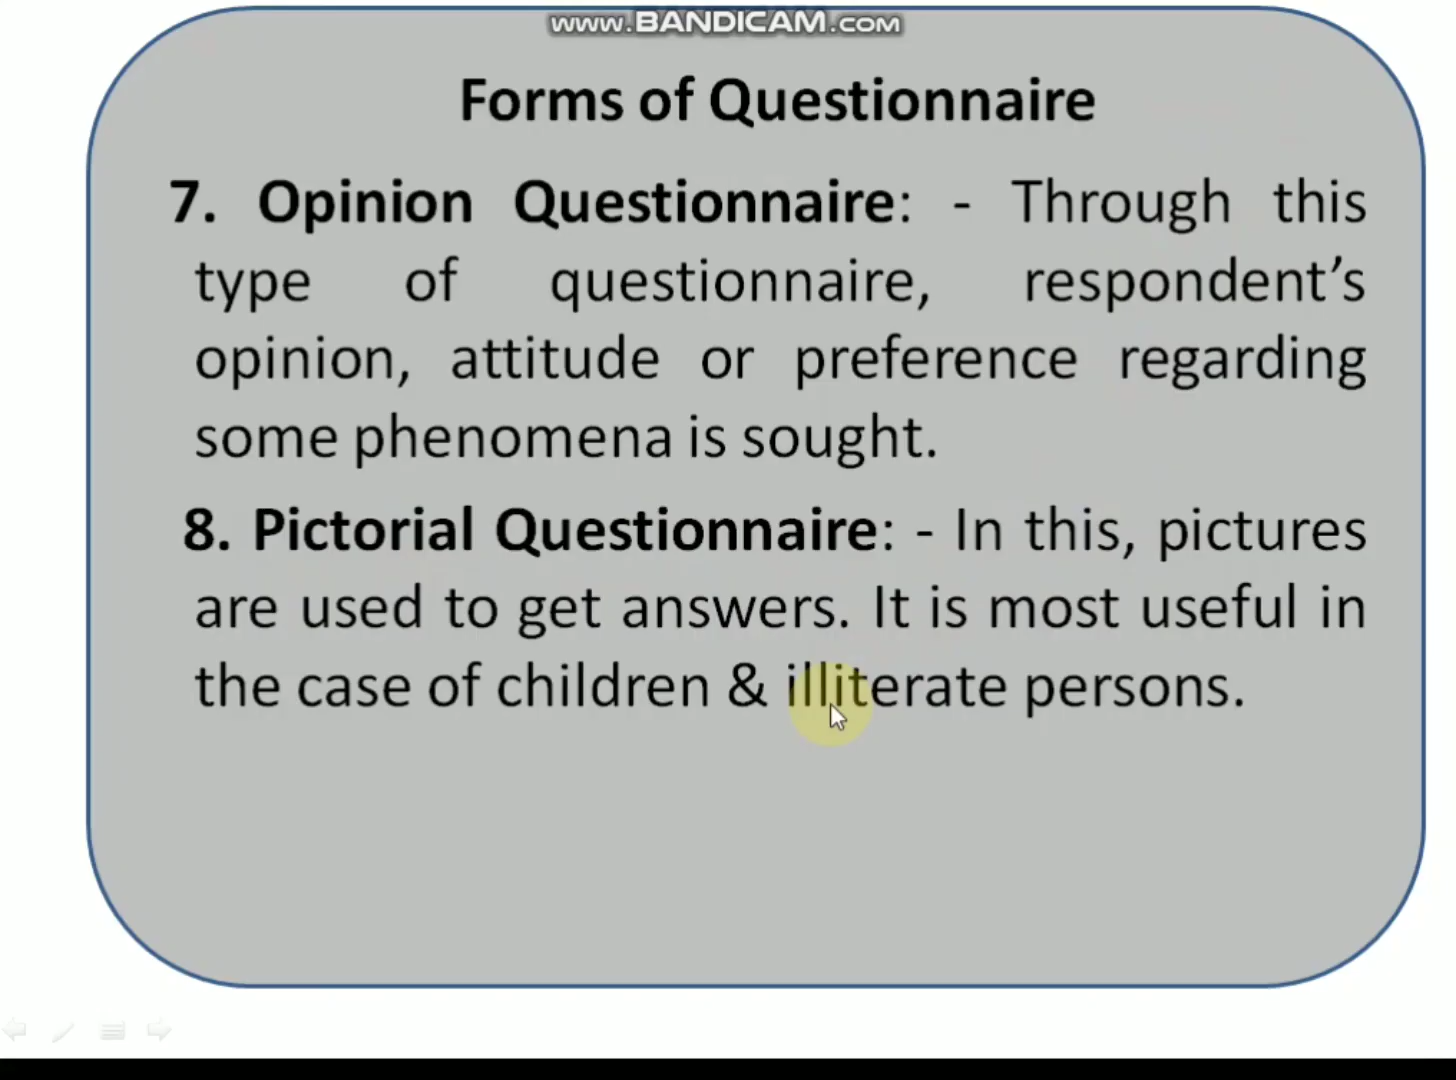 www.BANDICAM.com
Forms of Questionnaire
7. Opinion Questionnaire: - Through this
type of questionnaire, respondent’s
opinion, attitude or preference regarding
some phenomena is sought.
8. Pictorial Questionnaire: - In this, pictures
are used to get answers. It is most useful in
the case of children & illiterate persons.